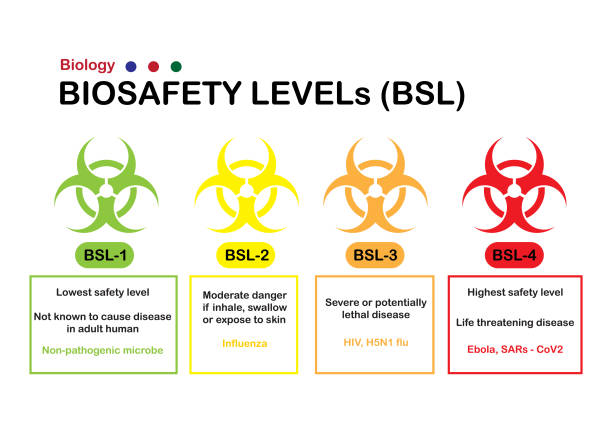 Biology
BIOSAFETY LEVELs (BSL)
BSL-1
Lowest safety level
Not known to cause disease
in adult human
Non-pathogenic microbe
BSL-2
Moderate danger
if inhale, swallow
or expose to skin
Influenza
BSL-3
Severe or potentially
lethal disease
HIV, H5N1 flu
BSL-4
Highest safety level
Life threatening disease
Ebola, SARs - CoV2